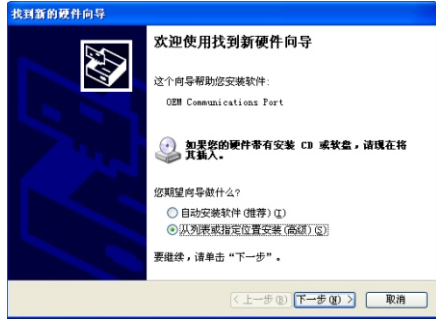 找到新的硬件向导
欢迎使用找到新硬件向导
这个向导帮助您安装软件:
OEM Communications Port
如果您的硬件带有安装 CD 或软盘，请现在将
其插入。
您期望向导做什么?
自动安装软件(推荐)(I)
从列表或指定位置安装(高级)(S)
要继续，请单击“下一步”。
< 上一步(B) 下一步(N) > 取消